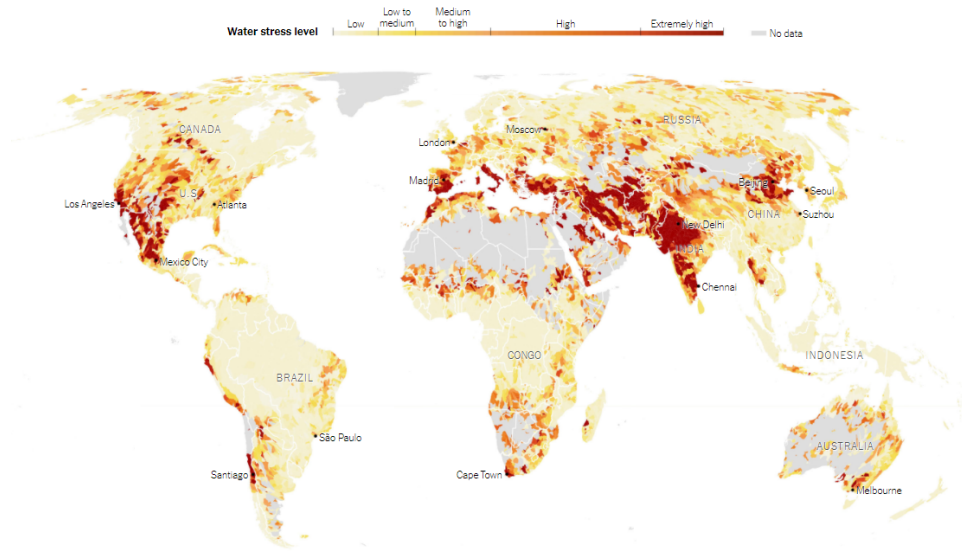 Water stress level
Low
Low to
medium
Medium
to high
High
Extremely high
No data
CANADA
RUSSIA
Moscow
London
Madrid
Beijing
Seoul
U.S.
Los Angeles
Atlanta
CHINA
Suzhou
New Delhi
INDIA
Mexico City
Chennai
CONGO
INDONESIA
BRAZIL
São Paulo
AUSTRALIA
Santiago
Cape Town
Melbourne